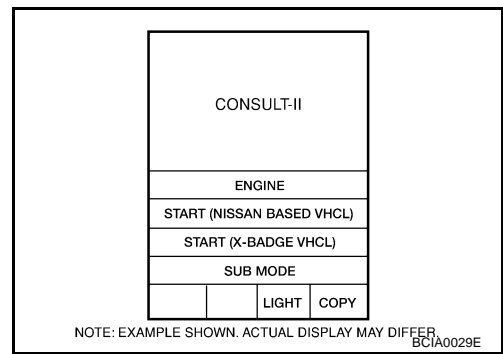 CONSULT-II
ENGINE
START (NISSAN BASED VHCL)
START (X-BADGE VHCL)
SUB MODE
LIGHT COPY
NOTE: EXAMPLE SHOWN. ACTUAL DISPLAY MAY DIFFER.
BCIA0029E